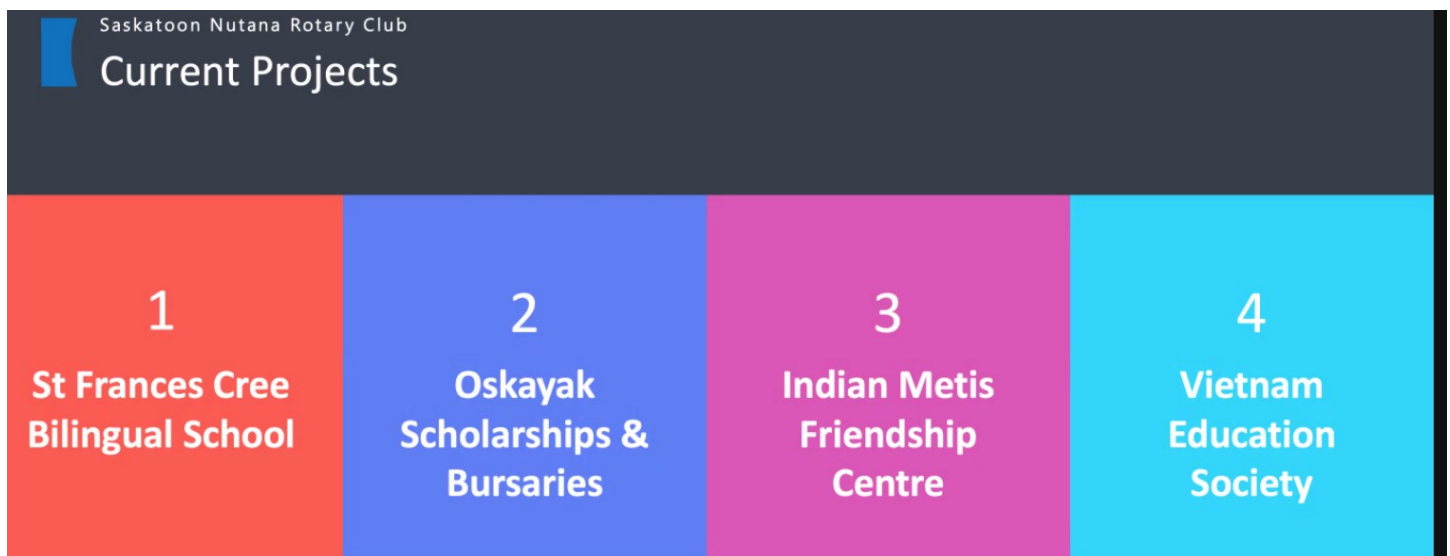 Saskatoon Nutana Rotary Club
Current Projects
1
St Frances Cree
Bilingual School
2
Oskayak
Scholarships &
Bursaries
3
Indian Metis
Friendship
Centre
4
Vietnam
Education
Society